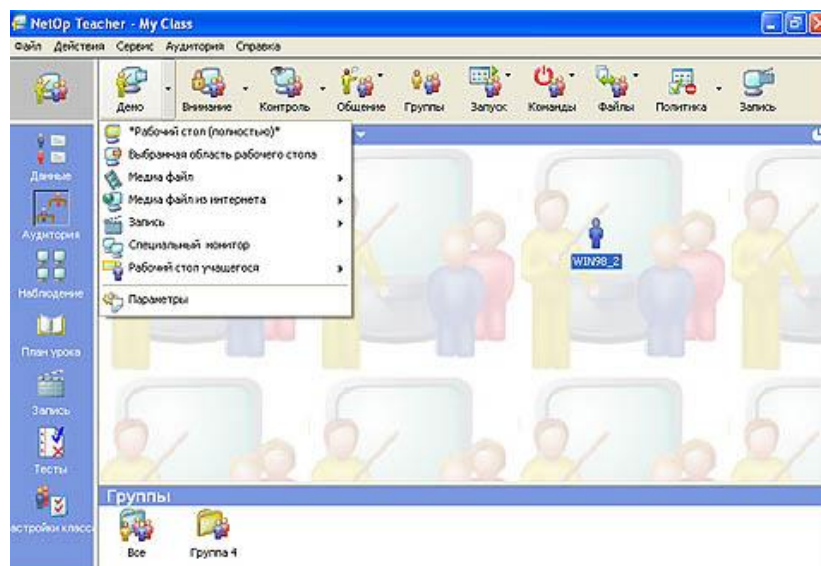 NetOp Teacher - My Class
Файл Действия Сервис Аудитория Справка
Демо Внимание Контроль Общение Группы Запуск Команды Файлы Политика Запись
*Рабочий стол (полностью)*
Выбранная область рабочего стола
Медиа файл
Медиа файл из интернета
Запись
Специальный монитор
Рабочий стол учащегося
Параметры
Данные
Аудитория
Наблюдение
План урока
Запись
Тесты
астройки класс
WIN98_2
Группы
Все Группа 4